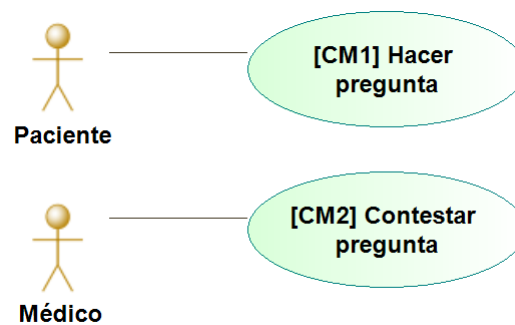 [CM1] Hacer
pregunta
Paciente
[CM2] Contestar
pregunta
Médico